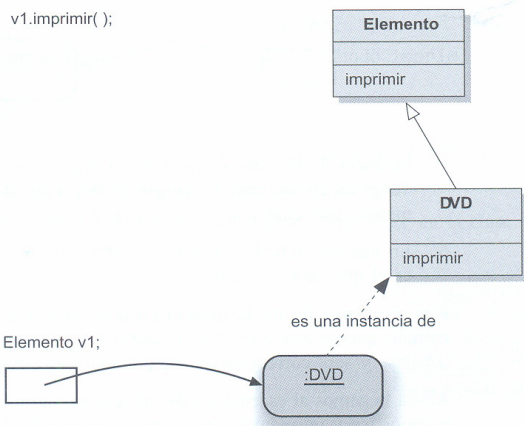 v1.imprimir( );
Elemento
imprimir
DVD
imprimir
es una instancia de
Elemento v1;
:DVD